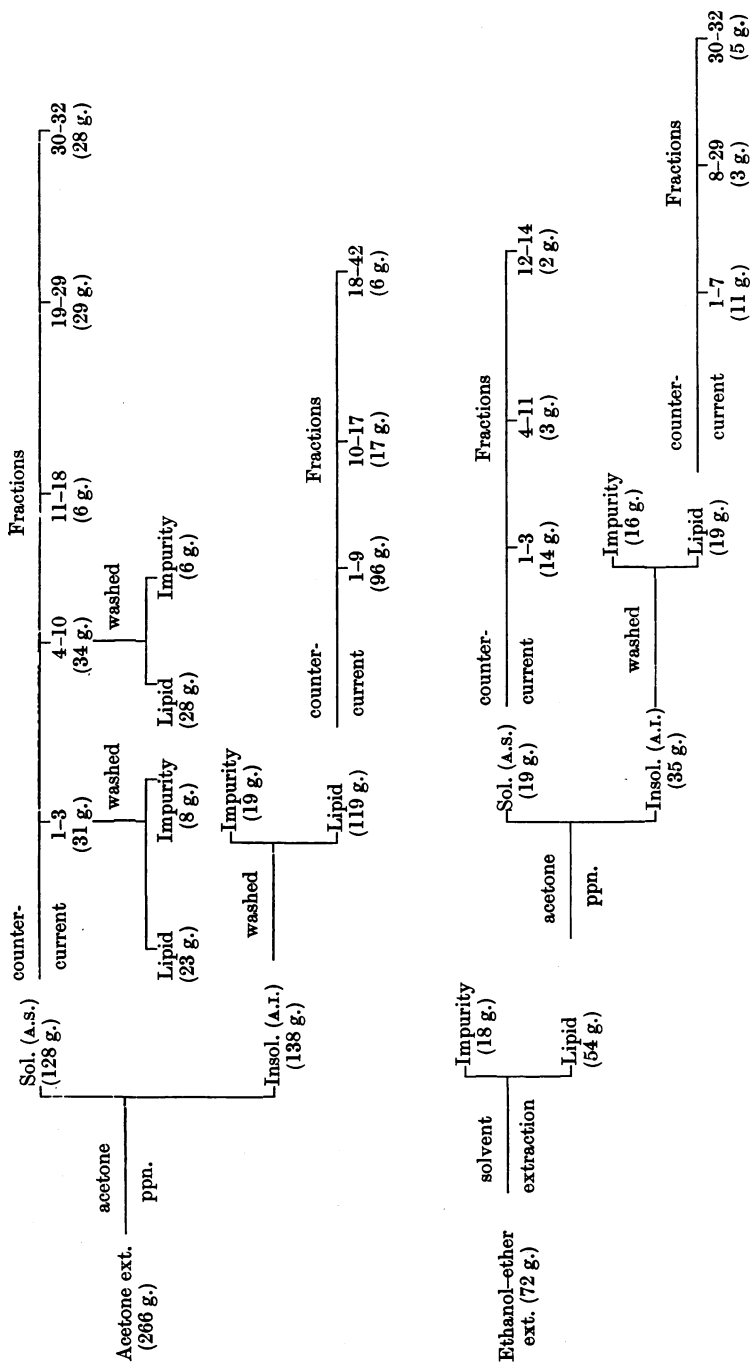 Acetone ext.
(266 g.)
acetone
ppn.
Sol. (A.S.)
(128 g.)
counter-
current
Fractions
1–3
(31 g.)
washed
Lipid
(23 g.)
Impurity
(8 g.)
4–10
(34 g.)
washed
Lipid
(28 g.)
Impurity
(6 g.)
11–18
(6 g.)
19–29
(29 g.)
30–32
(28 g.)
Insol. (A.I.)
(138 g.)
washed
Impurity
(19 g.)
Lipid
(119 g.)
counter-
current
Fractions
1–9
(96 g.)
10–17
(17 g.)
18–42
(6 g.)
Ethanol–ether
ext. (72 g.)
solvent
extraction
Impurity
(18 g.)
Lipid
(54 g.)
acetone
ppn.
Sol. (A.S.)
(19 g.)
counter-
current
Fractions
1–3
(14 g.)
4–11
(3 g.)
12–14
(2 g.)
Insol. (A.I.)
(35 g.)
washed
Impurity
(16 g.)
Lipid
(19 g.)
counter-
current
Fractions
1–7
(11 g.)
8–29
(3 g.)
30–32
(5 g.)